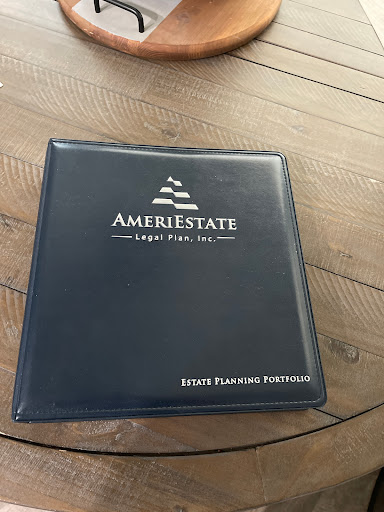 AmeriEstate
Legal Plan, Inc.
Estate Planning Portfolio